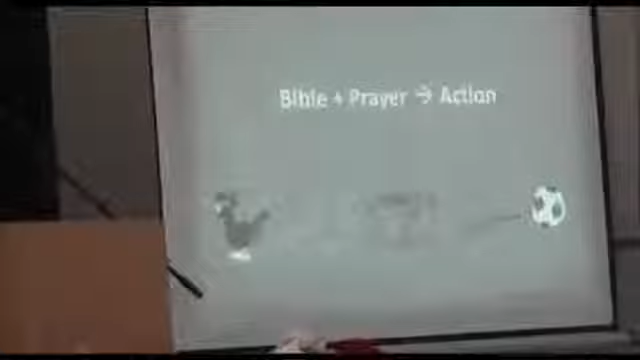 Bible + Prayer → Action